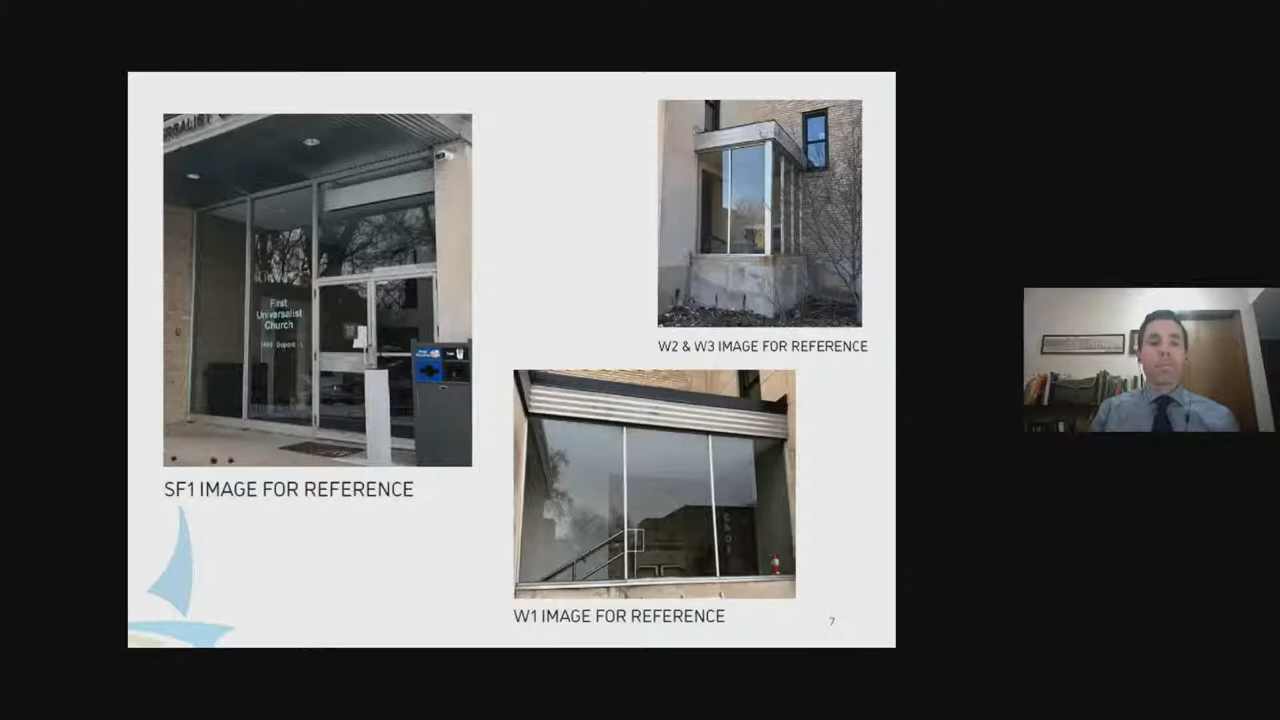 First
Universalist
Church
SF1 IMAGE FOR REFERENCE
W2 & W3 IMAGE FOR REFERENCE
W1 IMAGE FOR REFERENCE
7